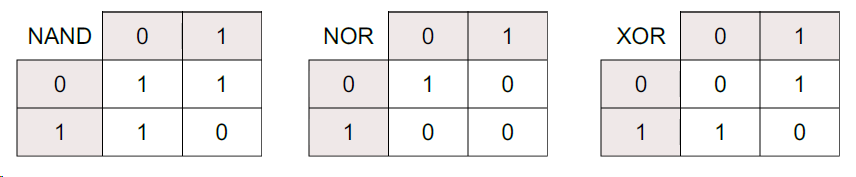 NAND 0 1 NOR 0 1 XOR 0 1
0 1 1 0 1 0 0 0 1
1 1 0 1 0 0 1 1 0